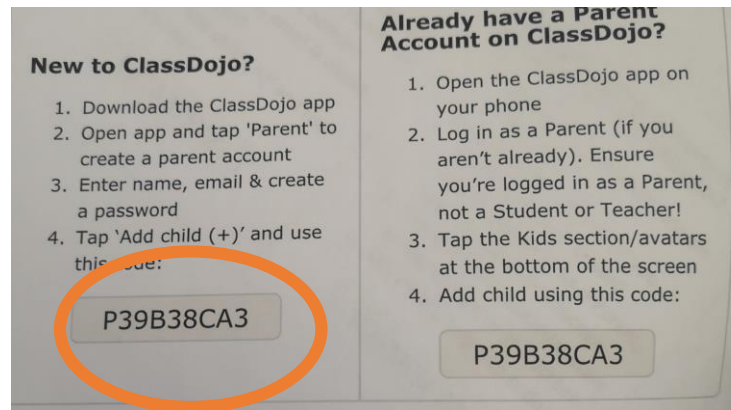 New to ClassDojo?
1. Download the ClassDojo app
2. Open app and tap 'Parent' to
create a parent account
3. Enter name, email & create
a password
4. Tap 'Add child (+)' and use
this code:
P39B38CA3
Already have a Parent
Account on ClassDojo?
1. Open the ClassDojo app on
your phone
2. Log in as a Parent (if you
aren't already). Ensure
you're logged in as a Parent,
not a Student or Teacher!
3. Tap the Kids section/avatars
at the bottom of the screen
4. Add child using this code:
P39B38CA3